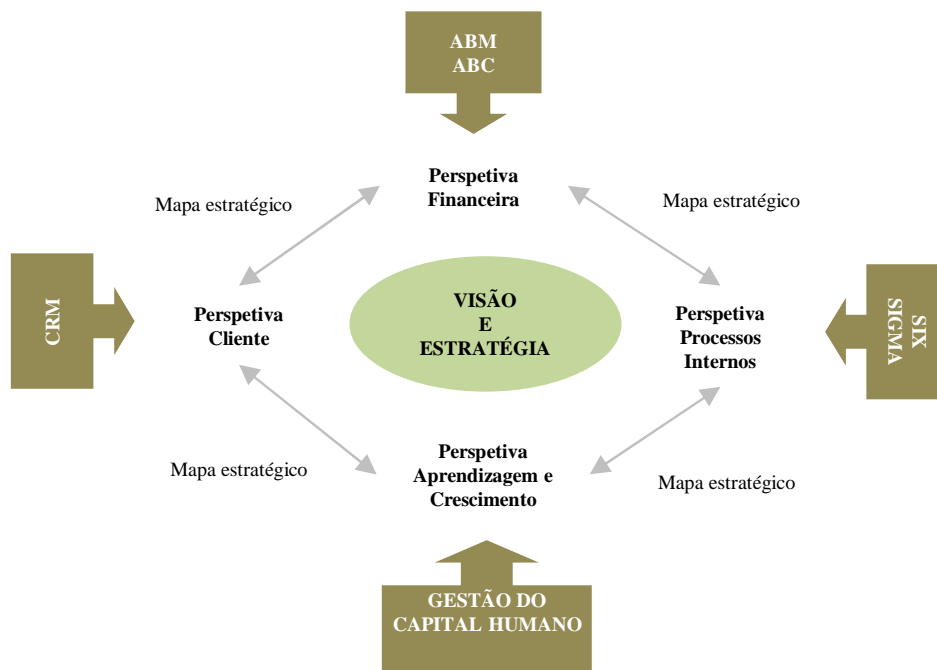 ABM
ABC
Perspetiva
Financeira
Mapa estratégico
Mapa estratégico
CRM
Perspetiva
Cliente
VISÃO
E
ESTRATÉGIA
Perspetiva
Processos
Internos
SIX
SIGMA
Mapa estratégico
Perspetiva
Aprendizagem e
Crescimento
Mapa estratégico
GESTÃO DO
CAPITAL HUMANO